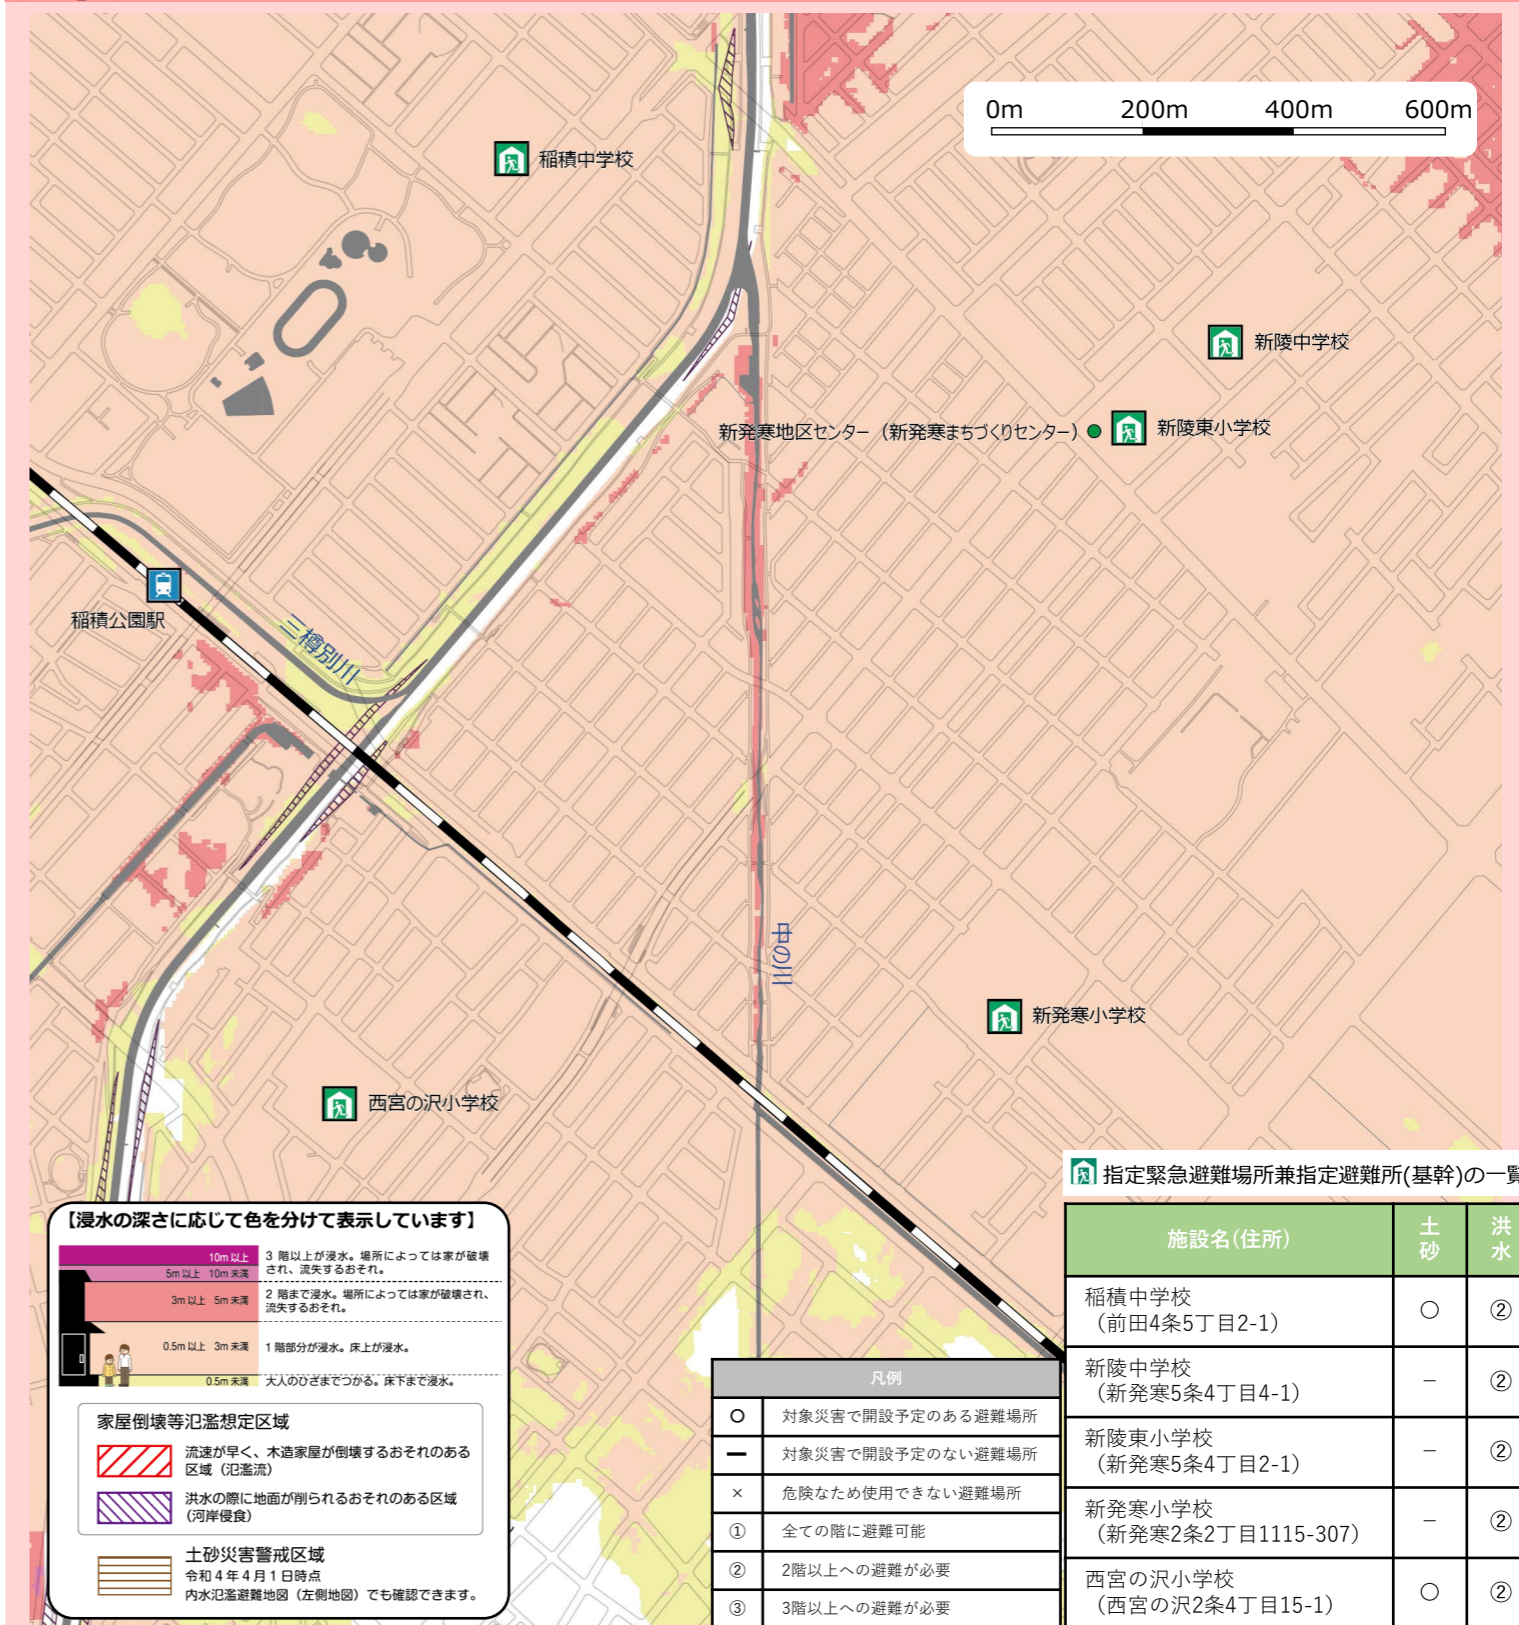 0m 200m 400m 600m
稲積中学校
新陵中学校
新発寒地区センター（新発寒まちづくりセンター）
新陵東小学校
稲積公園駅
三樽別川
中の川
新発寒小学校
西宮の沢小学校
【浸水の深さに応じて色を分けて表示しています】
10m以上
5m以上 10m未満
3階以上が浸水。場所によっては家が破壊
され、流失するおそれ。
3m以上 5m未満
2階まで浸水。場所によっては家が破壊され、
流失するおそれ。
0.5m以上 3m未満
1階部分が浸水。床上が浸水。
0.5m未満
大人のひざまでつかる。床下まで浸水。
家屋倒壊等氾濫想定区域
流速が早く、木造家屋が倒壊するおそれのある
区域（氾濫流）
洪水の際に地面が削られるおそれのある区域
（河岸侵食）
土砂災害警戒区域
令和4年4月1日時点
内水氾濫避難地図（左側地図）でも確認できます。
凡例
○ 対象災害で開設予定のある避難場所
ー 対象災害で開設予定のない避難場所
× 危険なため使用できない避難場所
① 全ての階に避難可能
② 2階以上への避難が必要
③ 3階以上への避難が必要
指定緊急避難場所兼指定避難所(基幹)の一覧
施設名(住所) 土砂 洪水
稲積中学校
（前田4条5丁目2-1） ○ ②
新陵中学校
（新発寒5条4丁目4-1） － ②
新陵東小学校
（新発寒5条4丁目2-1） － ②
新発寒小学校
（新発寒2条2丁目1115-307） － ②
西宮の沢小学校
（西宮の沢2条4丁目15-1） ○ ②